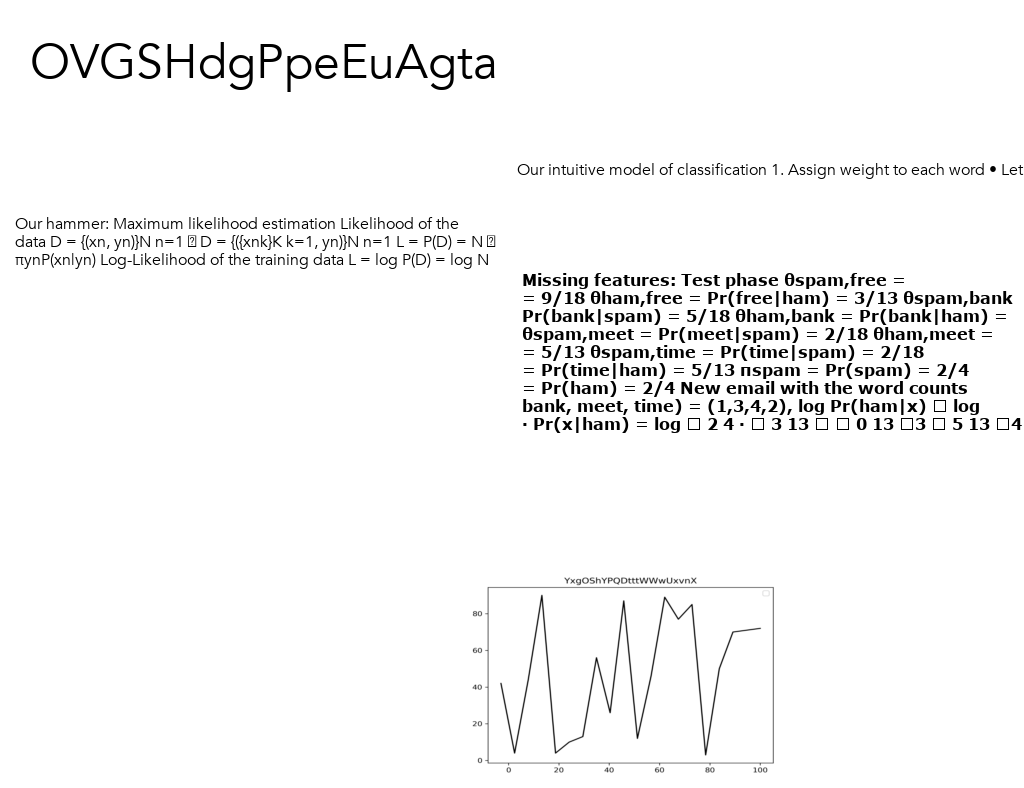 OVGSHdgPpeEuAgta
Our intuitive model of classification 1. Assign weight to each word • Let
Our hammer: Maximum likelihood estimation Likelihood of the
data D = {(xn, yn)}N n=1 􏰀 D = {({xnk}K k=1, yn)}N n=1 L = P(D) = N 􏰀
πynP(xnlyn) Log-Likelihood of the training data L = log P(D) = log N
Missing features: Test phase θspam,free =
= 9/18 θham,free = Pr(free|ham) = 3/13 θspam,bank
Pr(bank|spam) = 5/18 θham,bank = Pr(bank|ham) =
θspam,meet = Pr(meet|spam) = 2/18 θham,meet =
= 5/13 θspam,time = Pr(time|spam) = 2/18
= Pr(time|ham) = 5/13 πspam = Pr(spam) = 2/4
= Pr(ham) = 2/4 New email with the word counts
bank, meet, time) = (1,3,4,2), log Pr(ham|x) □ log
· Pr(x|ham) = log □ 2 4 · □ 3 13 □ □ 0 13 □3 □ 5 13 □4
YxgOShYPQDtttWWwUxvnX
80
60
40
20
0
0 20 40 60 80 100